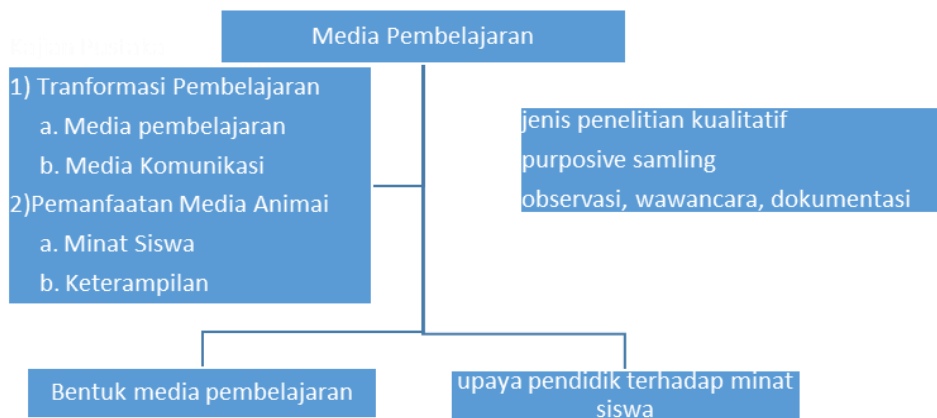 Media Pembelajaran
1) Tranformasi Pembelajaran
a. Media pembelajaran
b. Media Komunikasi
2)Pemanfaatan Media Animai
a. Minat Siswa
b. Keterampilan
jenis penelitian kualitatif
purposive samling
observasi, wawancara, dokumentasi
Bentuk media pembelajaran
upaya pendidik terhadap minat
siswa